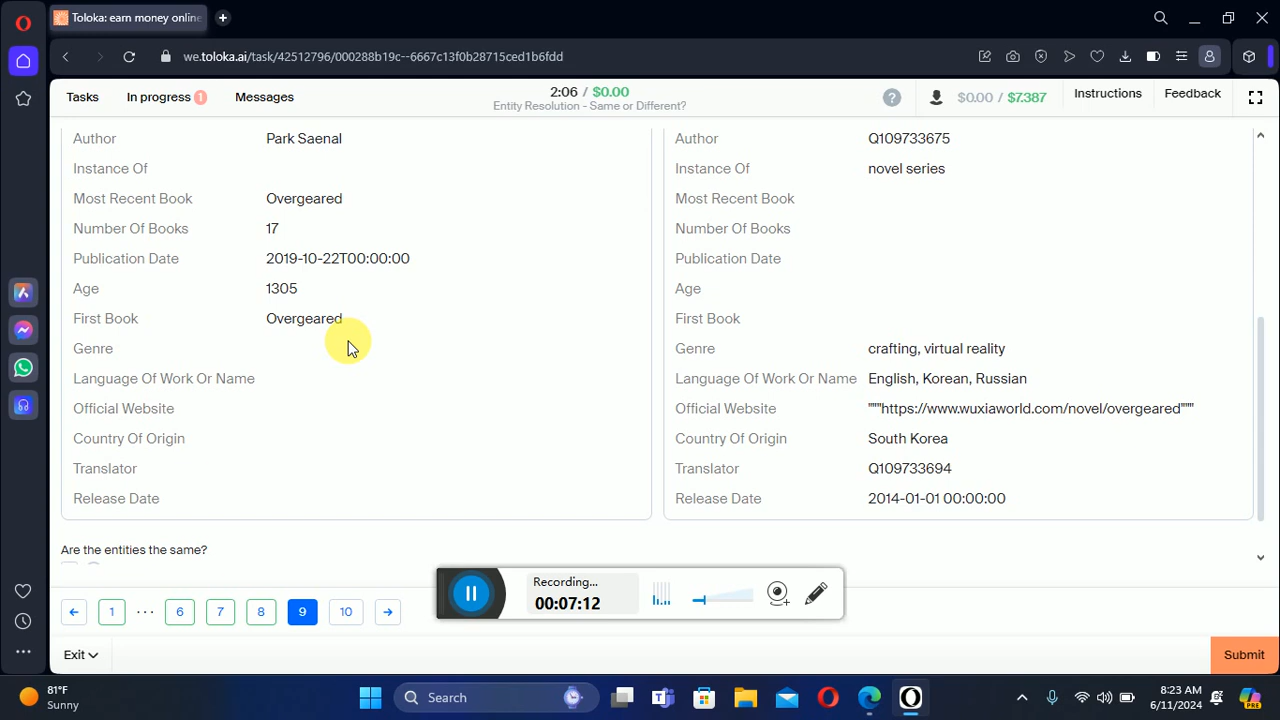 Toloka: earn money online
we.toloka.ai/task/42512796/000288b19c--6667c13f0b28715ced1b6fdd
Tasks
In progress 1
Messages
2:06 / $0.00
Entity Resolution - Same or Different?
?
$0.00 / $7.387
Instructions
Feedback
Author Park Saenal
Instance Of
Most Recent Book Overgeared
Number Of Books 17
Publication Date 2019-10-22T00:00:00
Age 1305
First Book Overgeared
Genre
Language Of Work Or Name
Official Website
Country Of Origin
Translator
Release Date
Author Q109733675
Instance Of novel series
Most Recent Book
Number Of Books
Publication Date
Age
First Book
Genre crafting, virtual reality
Language Of Work Or Name English, Korean, Russian
Official Website """https://www.wuxiaworld.com/novel/overgeared"""
Country Of Origin South Korea
Translator Q109733694
Release Date 2014-01-01 00:00:00
Are the entities the same?
Recording...
00:07:12
1 ... 6 7 8 9 10
Exit
Submit
81°F
Sunny
Search
8:23 AM
6/11/2024
PRE